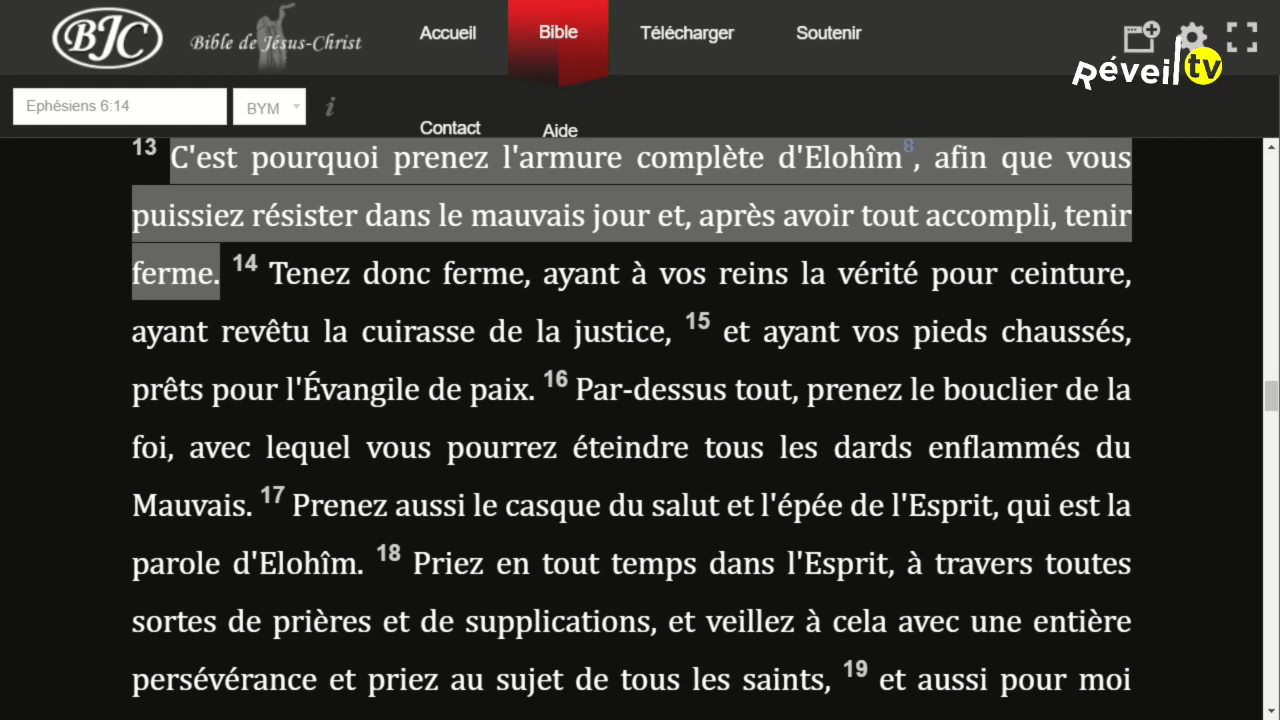 BJC
Bible de Jésus-Christ
Accueil
Bible
Télécharger
Soutenir
Réveil tv
Ephésiens 6:14
BYM
i
Contact
Aide
13 C'est pourquoi prenez l'armure complète d'Elohîm8, afin que vous
puissiez résister dans le mauvais jour et, après avoir tout accompli, tenir
ferme. 14 Tenez donc ferme, ayant à vos reins la vérité pour ceinture,
ayant revêtu la cuirasse de la justice, 15 et ayant vos pieds chaussés,
prêts pour l'Évangile de paix. 16 Par-dessus tout, prenez le bouclier de la
foi, avec lequel vous pourrez éteindre tous les dards enflammés du
Mauvais. 17 Prenez aussi le casque du salut et l'épée de l'Esprit, qui est la
parole d'Elohîm. 18 Priez en tout temps dans l'Esprit, à travers toutes
sortes de prières et de supplications, et veillez à cela avec une entière
persévérance et priez au sujet de tous les saints, 19 et aussi pour moi